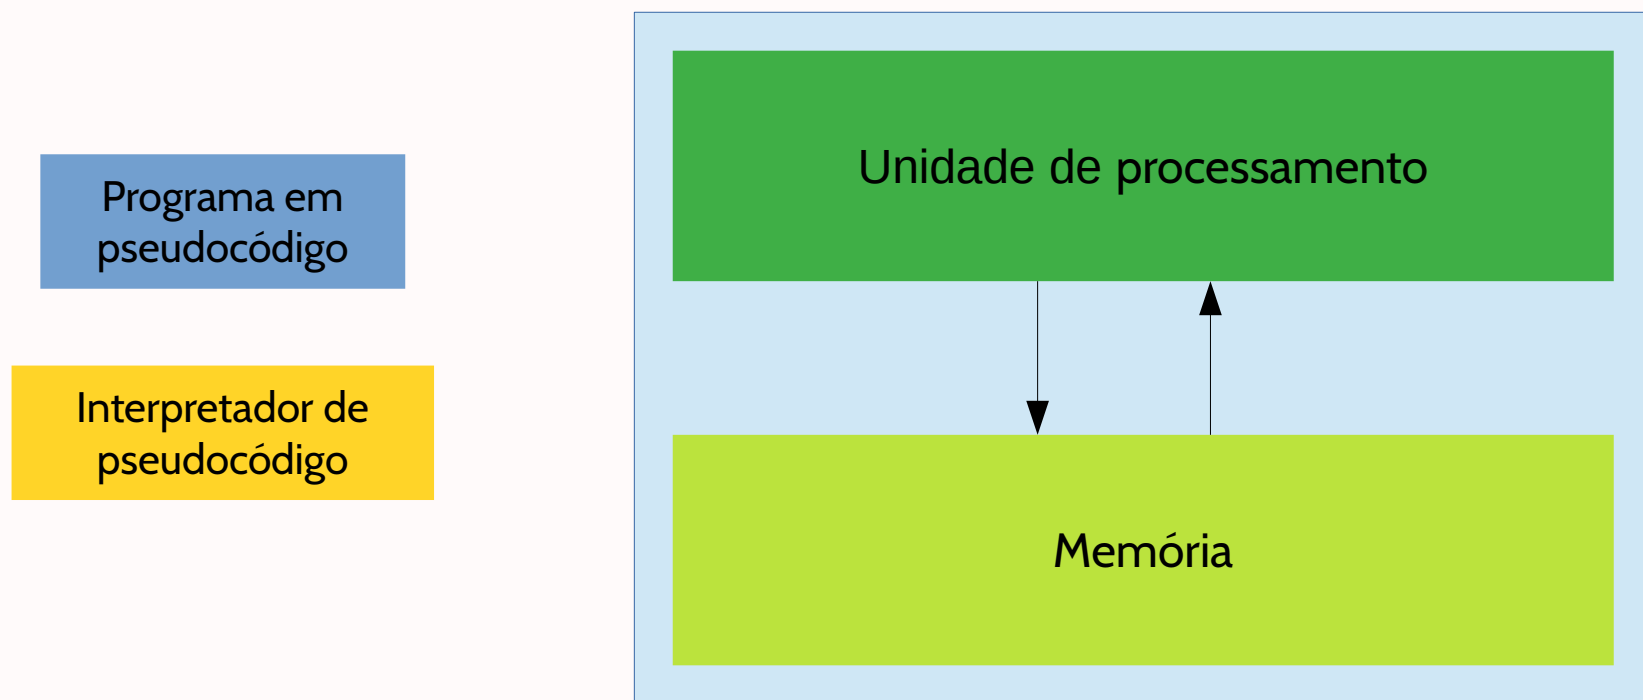 Programa em
pseudocódigo
Interpretador de
pseudocódigo
Unidade de processamento
Memória